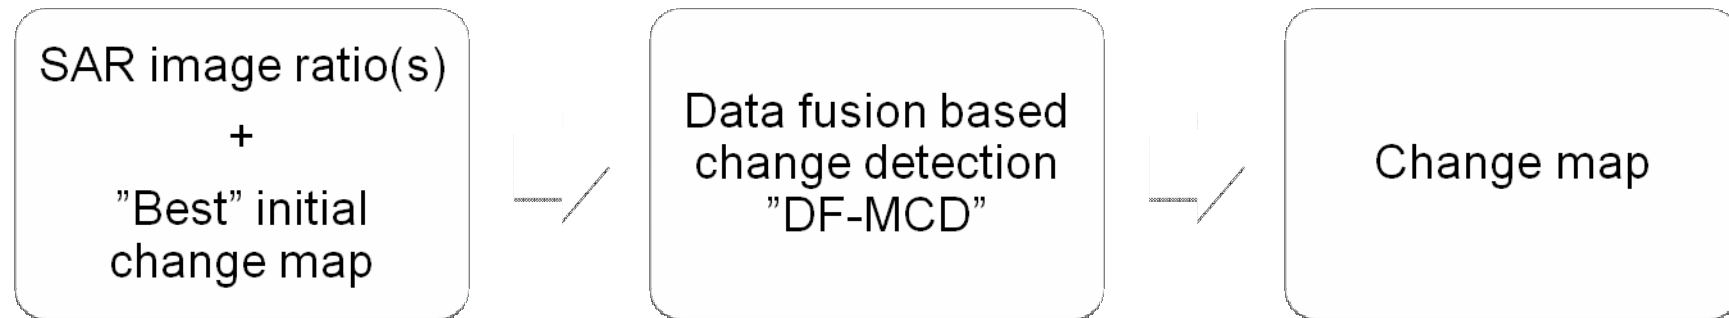 SAR image ratio(s)
+
”Best” initial
change map
Data fusion based
change detection
”DF-MCD”
Change map